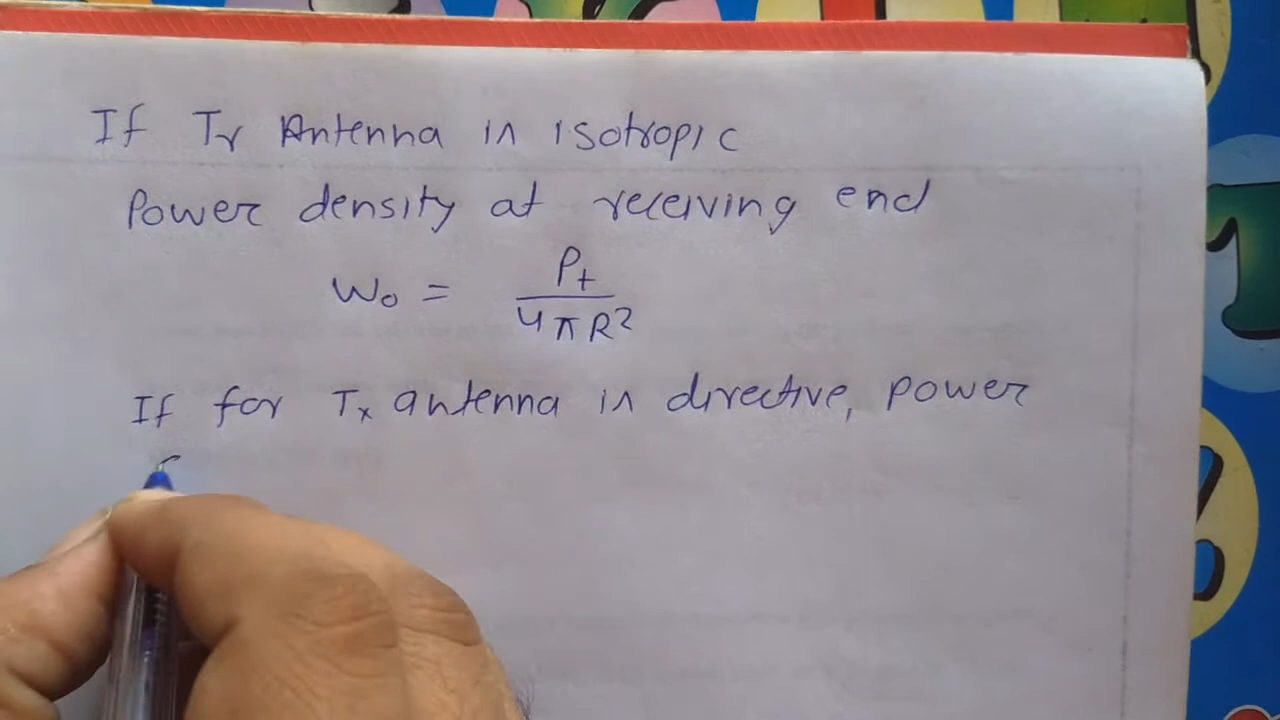 If Tr Antenna in isotropic
Power density at receiving end
W₀ = Pt / 4πR²
If for Tx antenna in directive, power